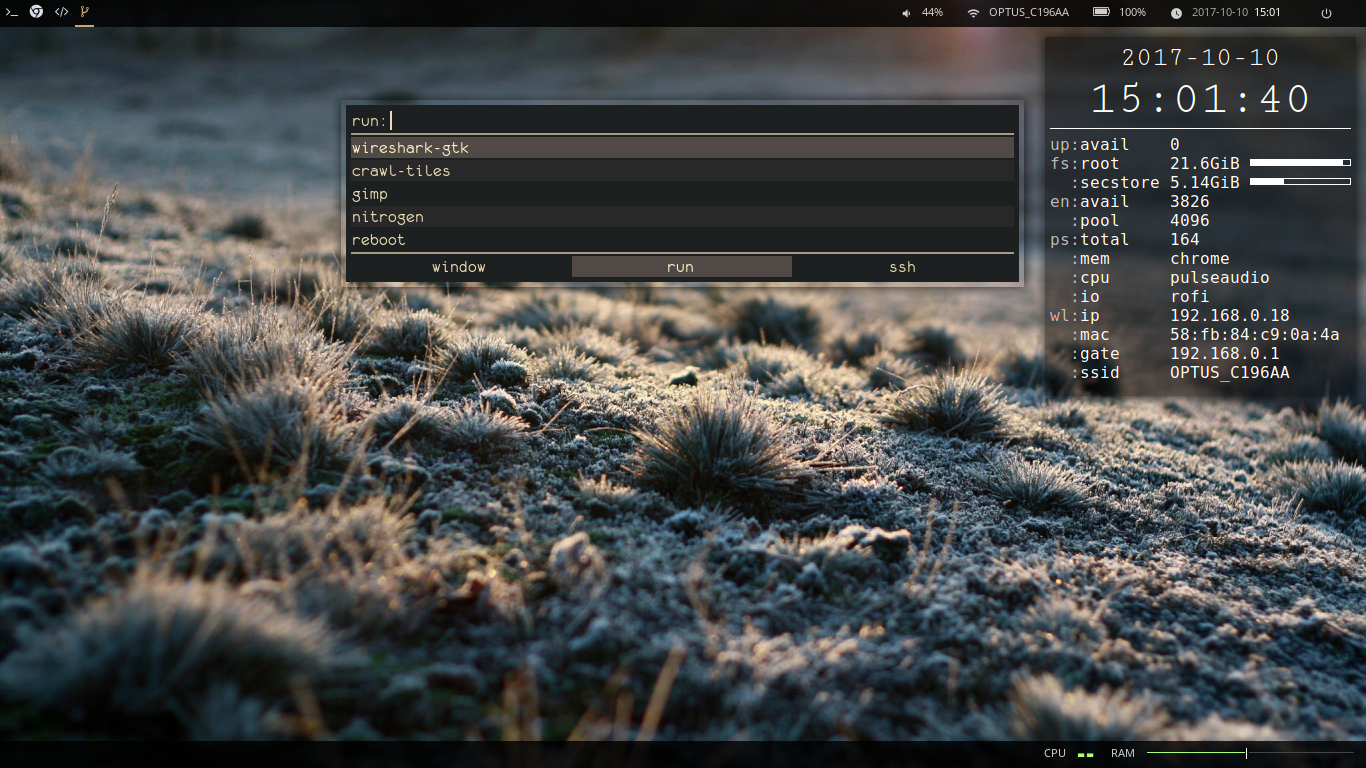 44% OPTUS_C196AA 100% 2017-10-10 15:01
run:
wireshark-gtk
crawl-tiles
gimp
nitrogen
reboot
window run ssh
2017-10-10
15:01:40
up:avail 0
fs:root 21.6GiB
:secstore 5.14GiB
en:avail 3826
:pool 4096
ps:total 164
:mem chrome
:cpu pulseaudio
:io rofi
wl:ip 192.168.0.18
:mac 58:fb:84:c9:0a:4a
:gate 192.168.0.1
:ssid OPTUS_C196AA
CPU RAM